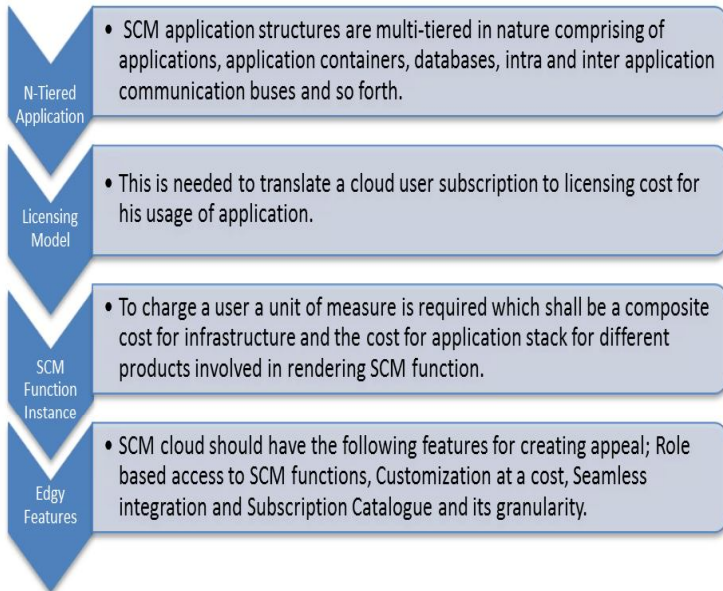 N-Tiered
Application
• SCM application structures are multi-tiered in nature comprising of
applications, application containers, databases, intra and inter application
communication buses and so forth.
Licensing
Model
• This is needed to translate a cloud user subscription to licensing cost for
his usage of application.
SCM
Function
Instance
• To charge a user a unit of measure is required which shall be a composite
cost for infrastructure and the cost for application stack for different
products involved in rendering SCM function.
Edgy
Features
• SCM cloud should have the following features for creating appeal; Role
based access to SCM functions, Customization at a cost, Seamless
integration and Subscription Catalogue and its granularity.